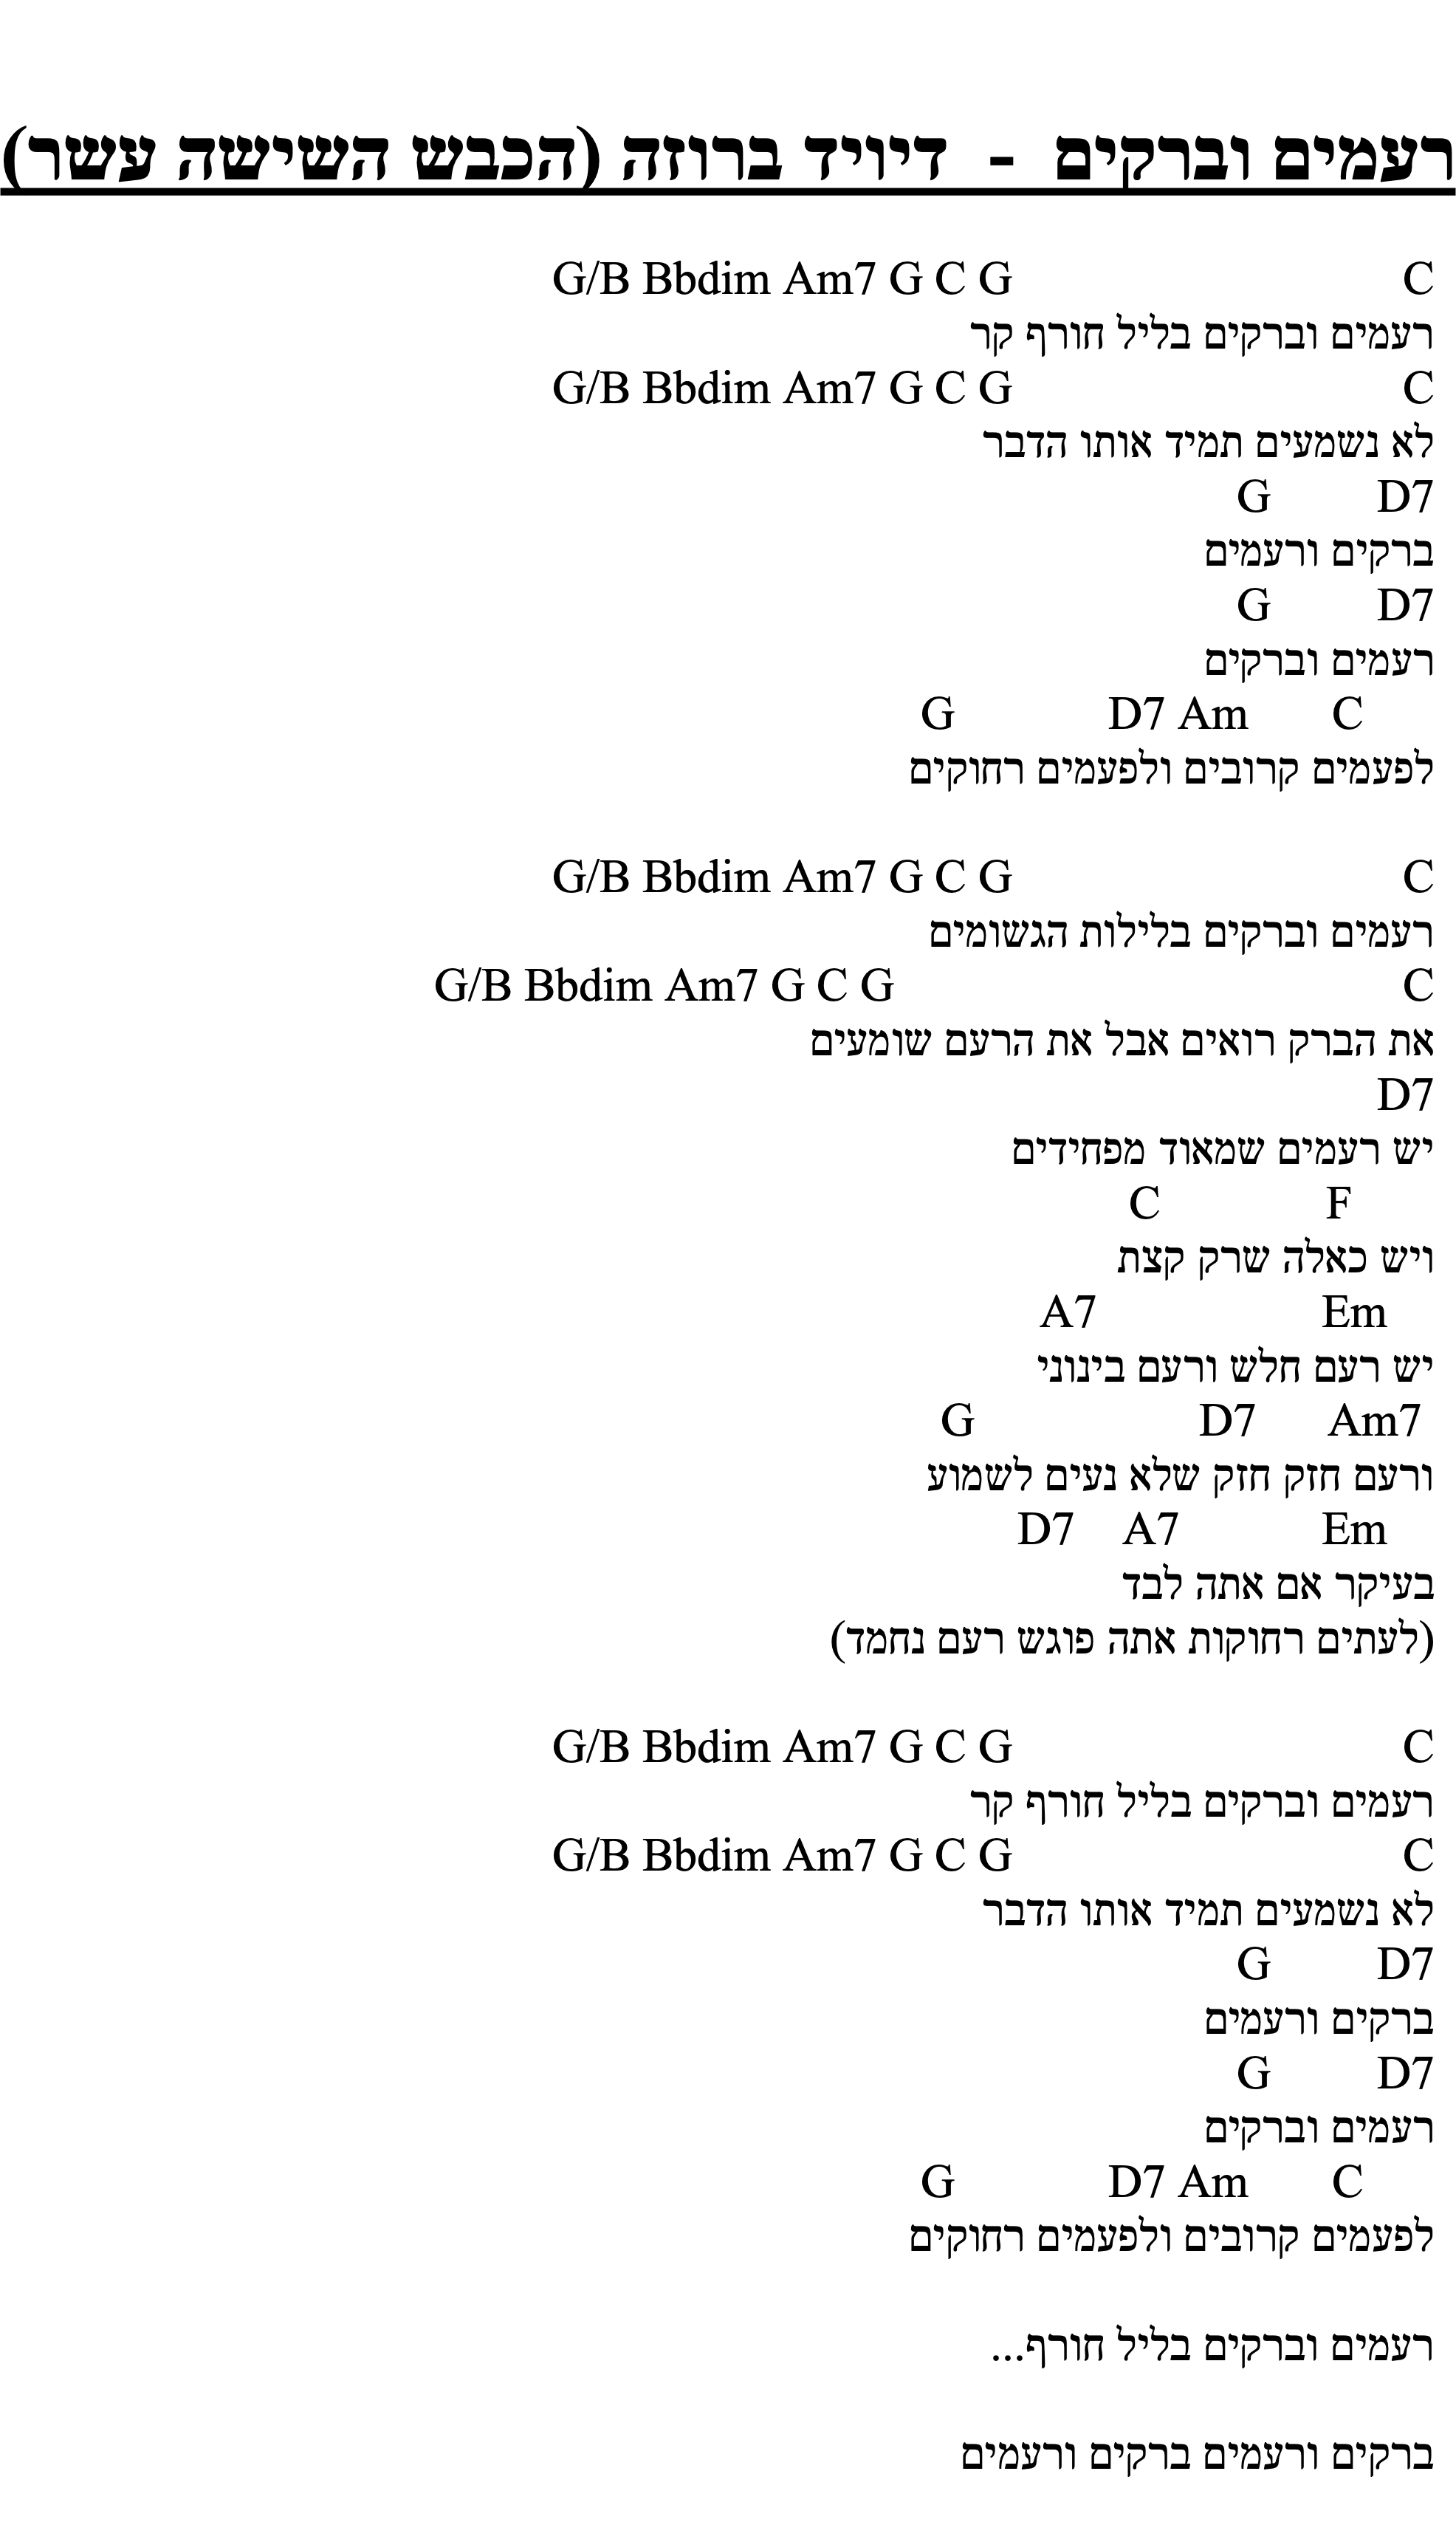 רעמים וברקים - דיויד ברוזה (הכבש השישה עשר)
G/B Bbdim Am7 G C G C
רעמים וברקים בליל חורף קר
G/B Bbdim Am7 G C G C
לא נשמעים תמיד אותו הדבר
G D7
ברקים ורעמים
G D7
רעמים וברקים
G D7 Am C
לפעמים קרובים ולפעמים רחוקים
G/B Bbdim Am7 G C G C
רעמים וברקים בלילות הגשומים
G/B Bbdim Am7 G C G C
את הברק רואים אבל את הרעם שומעים
D7
יש רעמים שמאוד מפחידים
C F
ויש כאלה שרק קצת
A7 Em
יש רעם חלש ורעם בינוני
G D7 Am7
ורעם חזק חזק שלא נעים לשמוע
D7 A7 Em
בעיקר אם אתה לבד
(לעתים רחוקות אתה פוגש רעם נחמד)
G/B Bbdim Am7 G C G C
רעמים וברקים בליל חורף קר
G/B Bbdim Am7 G C G C
לא נשמעים תמיד אותו הדבר
G D7
ברקים ורעמים
G D7
רעמים וברקים
G D7 Am C
לפעמים קרובים ולפעמים רחוקים
רעמים וברקים בליל חורף...
ברקים ורעמים ברקים ורעמים